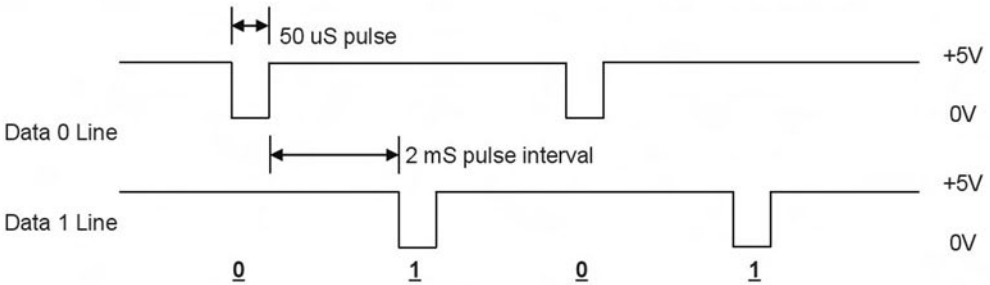 50 uS pulse
+5V
0V
Data 0 Line
2 mS pulse interval
+5V
Data 1 Line
0V
0 1 0 1